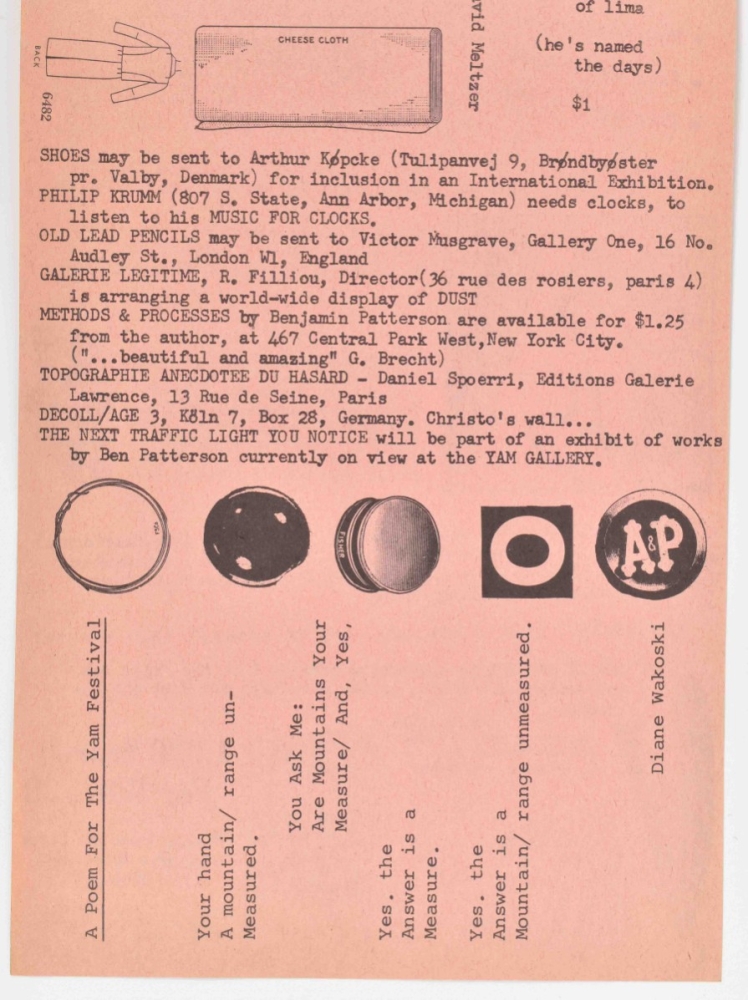 of lima
(he's named
the days)
$1
vid Meltzer
CHEESE CLOTH
BACK
6482
SHOES may be sent to Arthur Køpcke (Tulipanvej 9, Brøndbyøster
pr. Valby, Denmark) for inclusion in an International Exhibition.
PHILIP KRUMM (807 S. State, Ann Arbor, Michigan) needs clocks, to
listen to his MUSIC FOR CLOCKS.
OLD LEAD PENCILS may be sent to Victor Musgrave, Gallery One, 16 No.
Audley St., London W1, England
GALERIE LEGITIME, R. Filliou, Director(36 rue des rosiers, paris 4)
is arranging a world-wide display of DUST
METHODS & PROCESSES by Benjamin Patterson are available for $1.25
from the author, at 467 Central Park West,New York City.
("...beautiful and amazing" G. Brecht)
TOPOGRAPHIE ANECDOTEE DU HASARD - Daniel Spoerri, Editions Galerie
Lawrence, 13 Rue de Seine, Paris
DECOLL/AGE 3, Köln 7, Box 28, Germany. Christo's wall...
THE NEXT TRAFFIC LIGHT YOU NOTICE will be part of an exhibit of works
by Ben Patterson currently on view at the YAM GALLERY.
FISHER
O
A&P
A Poem For The Yam Festival
Your hand
A mountain/ range un-
Measured.
You Ask Me:
Are Mountains Your
Measure/ And, Yes,
Yes. the
Answer is a
Measure.
Yes. the
Answer is a
Mountain/ range unmeasured.
Diane Wakoski